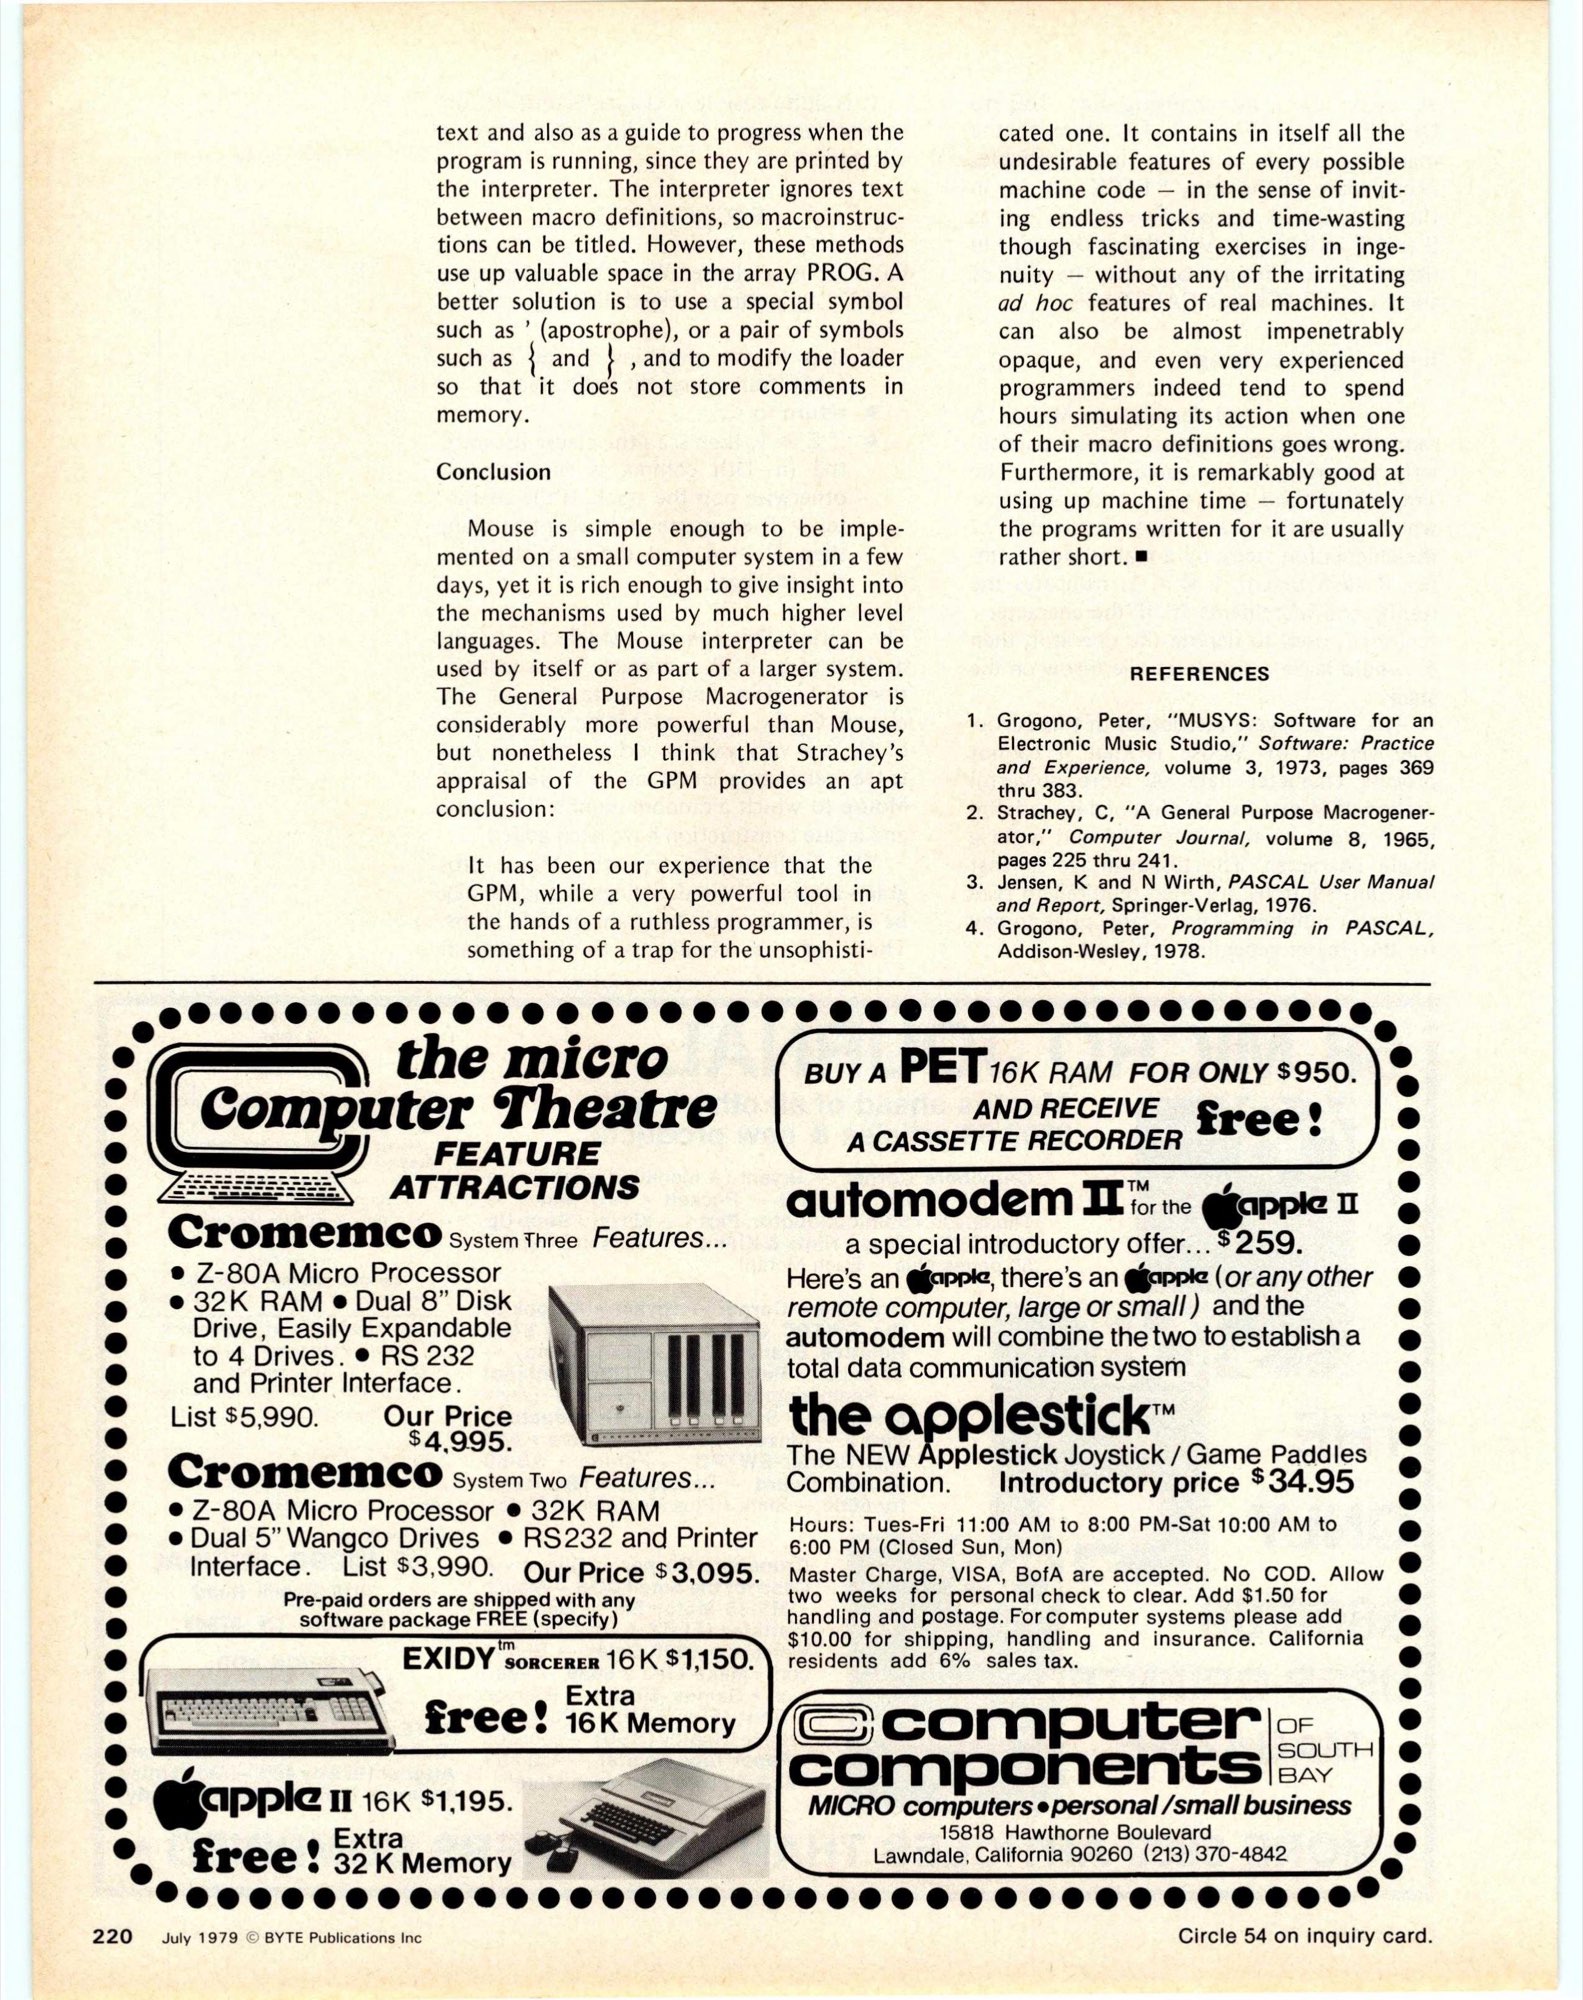 text and also as a guide to progress when the
program is running, since they are printed by
the interpreter. The interpreter ignores text
between macro definitions, so macroinstruc-
tions can be titled. However, these methods
use up valuable space in the array PROG. A
better solution is to use a special symbol
such as ' (apostrophe), or a pair of symbols
such as { and } , and to modify the loader
so that it does not store comments in
memory.
Conclusion
Mouse is simple enough to be imple-
mented on a small computer system in a few
days, yet it is rich enough to give insight into
the mechanisms used by much higher level
languages. The Mouse interpreter can be
used by itself or as part of a larger system.
The General Purpose Macrogenerator is
considerably more powerful than Mouse,
but nonetheless I think that Strachey's
appraisal of the GPM provides an apt
conclusion:
It has been our experience that the
GPM, while a very powerful tool in
the hands of a ruthless programmer, is
something of a trap for the unsophisti-
cated one. It contains in itself all the
undesirable features of every possible
machine code — in the sense of invit-
ing endless tricks and time-wasting
though fascinating exercises in inge-
nuity — without any of the irritating
ad hoc features of real machines. It
can also be almost impenetrably
opaque, and even very experienced
programmers indeed tend to spend
hours simulating its action when one
of their macro definitions goes wrong.
Furthermore, it is remarkably good at
using up machine time — fortunately
the programs written for it are usually
rather short. ■
REFERENCES
1. Grogono, Peter, "MUSYS: Software for an
Electronic Music Studio," Software: Practice
and Experience, volume 3, 1973, pages 369
thru 383.
2. Strachey, C, "A General Purpose Macrogener-
ator," Computer Journal, volume 8, 1965,
pages 225 thru 241.
3. Jensen, K and N Wirth, PASCAL User Manual
and Report, Springer-Verlag, 1976.
4. Grogono, Peter, Programming in PASCAL,
Addison-Wesley, 1978.
the micro
Computer Theatre
FEATURE
ATTRACTIONS
Cromemco System Three Features...
• Z-80A Micro Processor
• 32K RAM • Dual 8" Disk
Drive, Easily Expandable
to 4 Drives. • RS 232
and Printer Interface.
List $5,990. Our Price
$4,995.
Cromemco System Two Features...
• Z-80A Micro Processor • 32K RAM
• Dual 5" Wangco Drives • RS232 and Printer
Interface. List $3,990. Our Price $3,095.
Pre-paid orders are shipped with any
software package FREE (specify)
EXIDY tm SORCERER 16K $1,150.
free! Extra
16K Memory
apple II 16K $1,195.
free! Extra
32 K Memory
BUY A PET 16K RAM FOR ONLY $950.
AND RECEIVE
A CASSETTE RECORDER free!
automodem II™ for the apple II
a special introductory offer... $259.
Here's an apple, there's an apple (or any other
remote computer, large or small) and the
automodem will combine the two to establish a
total data communication system
the applestick™
The NEW Applestick Joystick / Game Paddles
Combination. Introductory price $34.95
Hours: Tues-Fri 11:00 AM to 8:00 PM-Sat 10:00 AM to
6:00 PM (Closed Sun, Mon)
Master Charge, VISA, BofA are accepted. No COD. Allow
two weeks for personal check to clear. Add $1.50 for
handling and postage. For computer systems please add
$10.00 for shipping, handling and insurance. California
residents add 6% sales tax.
computer
components
OF
SOUTH
BAY
MICRO computers • personal / small business
15818 Hawthorne Boulevard
Lawndale, California 90260 (213) 370-4842
220 July 1979 © BYTE Publications Inc
Circle 54 on inquiry card.